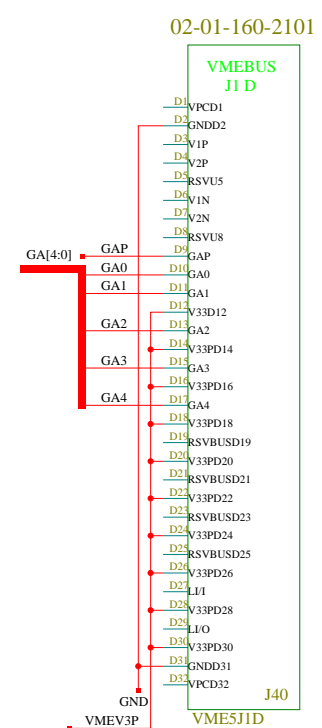 02-01-160-2101
VMEBUS
J1 D
D1 VPCD1
D2 GNDD2
D3 V1P
D4 V2P
D5 RSVU5
D6 V1N
D7 V2N
D8 RSVU8
GA[4:0] GAP D9 GAP
GA0 D10 GA0
GA1 D11 GA1
D12 V33D12
GA2 D13 GA2
D14 V33PD14
GA3 D15 GA3
D16 V33PD16
GA4 D17 GA4
D18 V33PD18
D19 RSVBUSD19
D20 V33PD20
D21 RSVBUSD21
D22 V33PD22
D23 RSVBUSD23
D24 V33PD24
D25 RSVBUSD25
D26 V33PD26
D27 LI/I
D28 V33PD28
D29 LI/O
D30 V33PD30
D31 GNDD31
D32 VPCD32
GND J40
VMEV3P VME5J1D